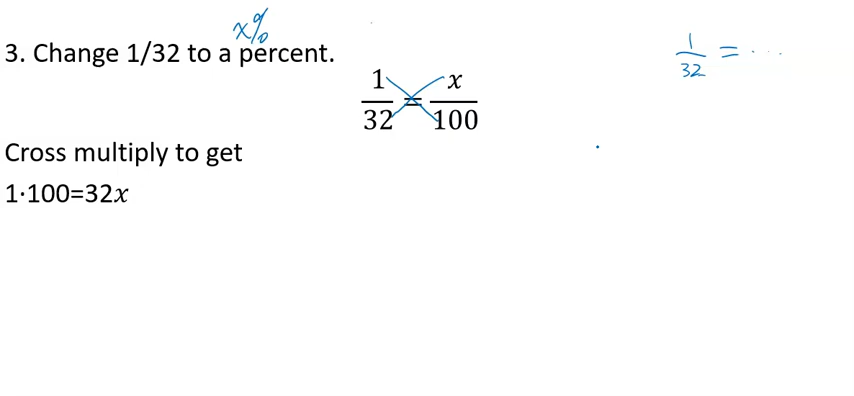 x%
3. Change 1/32 to a percent.
1/32 = ...
1/32 = x/100
Cross multiply to get
1·100=32x